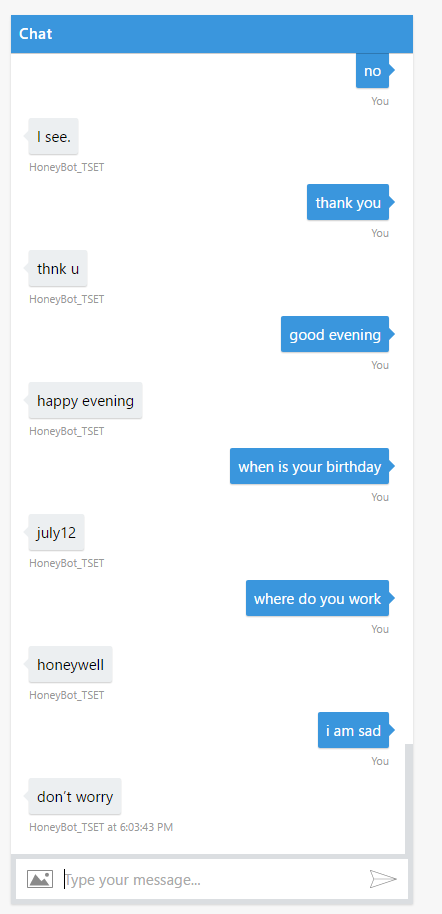 Chat
no
You
I see.
HoneyBot_TSET
thank you
You
thnk u
HoneyBot_TSET
good evening
You
happy evening
HoneyBot_TSET
when is your birthday
You
july12
HoneyBot_TSET
where do you work
You
honeywell
HoneyBot_TSET
i am sad
You
don't worry
HoneyBot_TSET at 6:03:43 PM
Type your message...